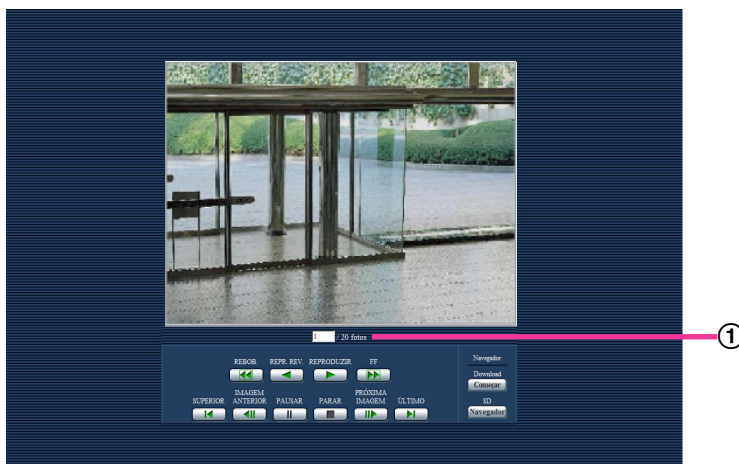 1 / 20 fotos
①
REBOB. REPR. REV. REPRODUZIR FF
Navegador
Download
Começar
SUPERIOR IMAGEM ANTERIOR PAUSAR PARAR PRÓXIMA IMAGEM ÚLTIMO
SD
Navegador